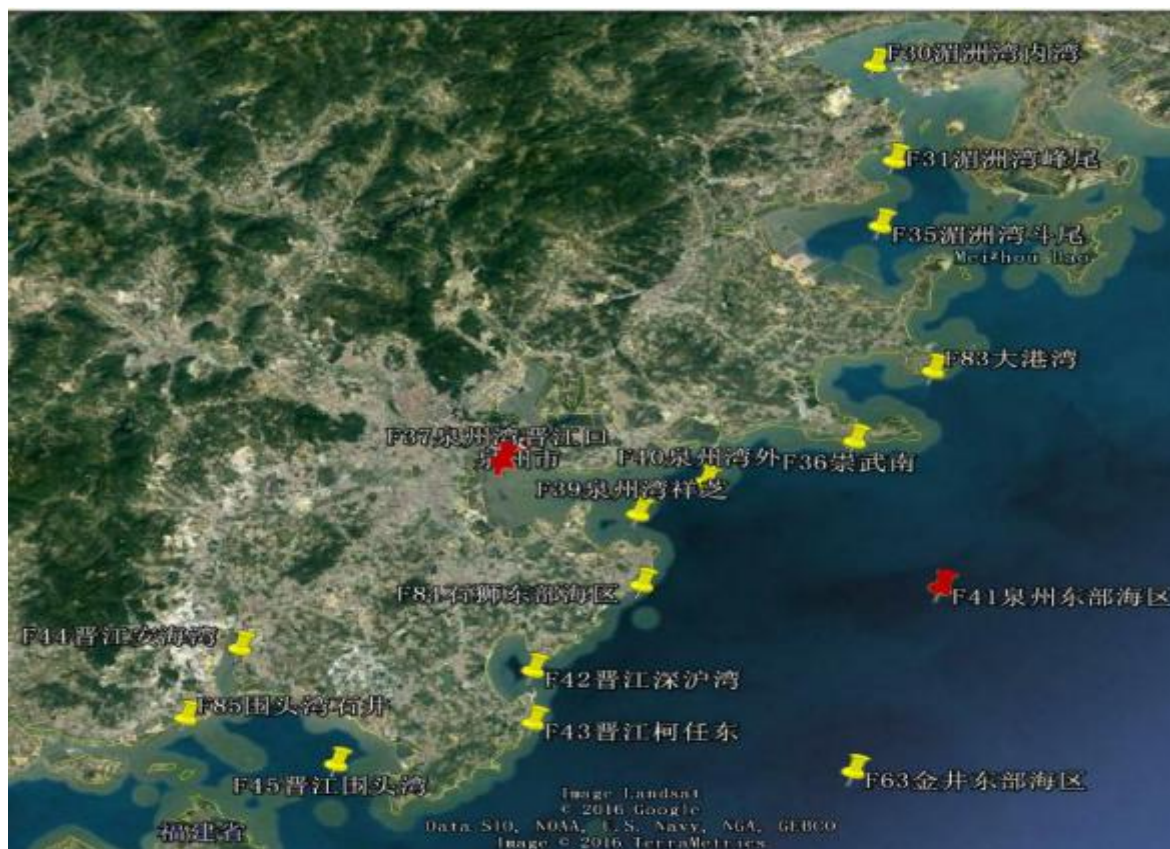 F30湄洲湾内湾
F31湄洲湾峰尾
F35湄洲湾斗尾
Meizhou Dao
F83大港湾
F37泉州湾晋江口
泉州市
F40泉州湾外
F36崇武南
F39泉州湾祥芝
F84石狮东部海区
F41泉州东部海区
F44晋江安海湾
F42晋江深沪湾
F85围头湾石井
F43晋江柯任东
F45晋江围头湾
F63金井东部海区
福建省
Image Landsat
© 2016 Google
Data SIO, NOAA, U.S. Navy, NGA, GEBCO
Image © 2016 TerraMetrics